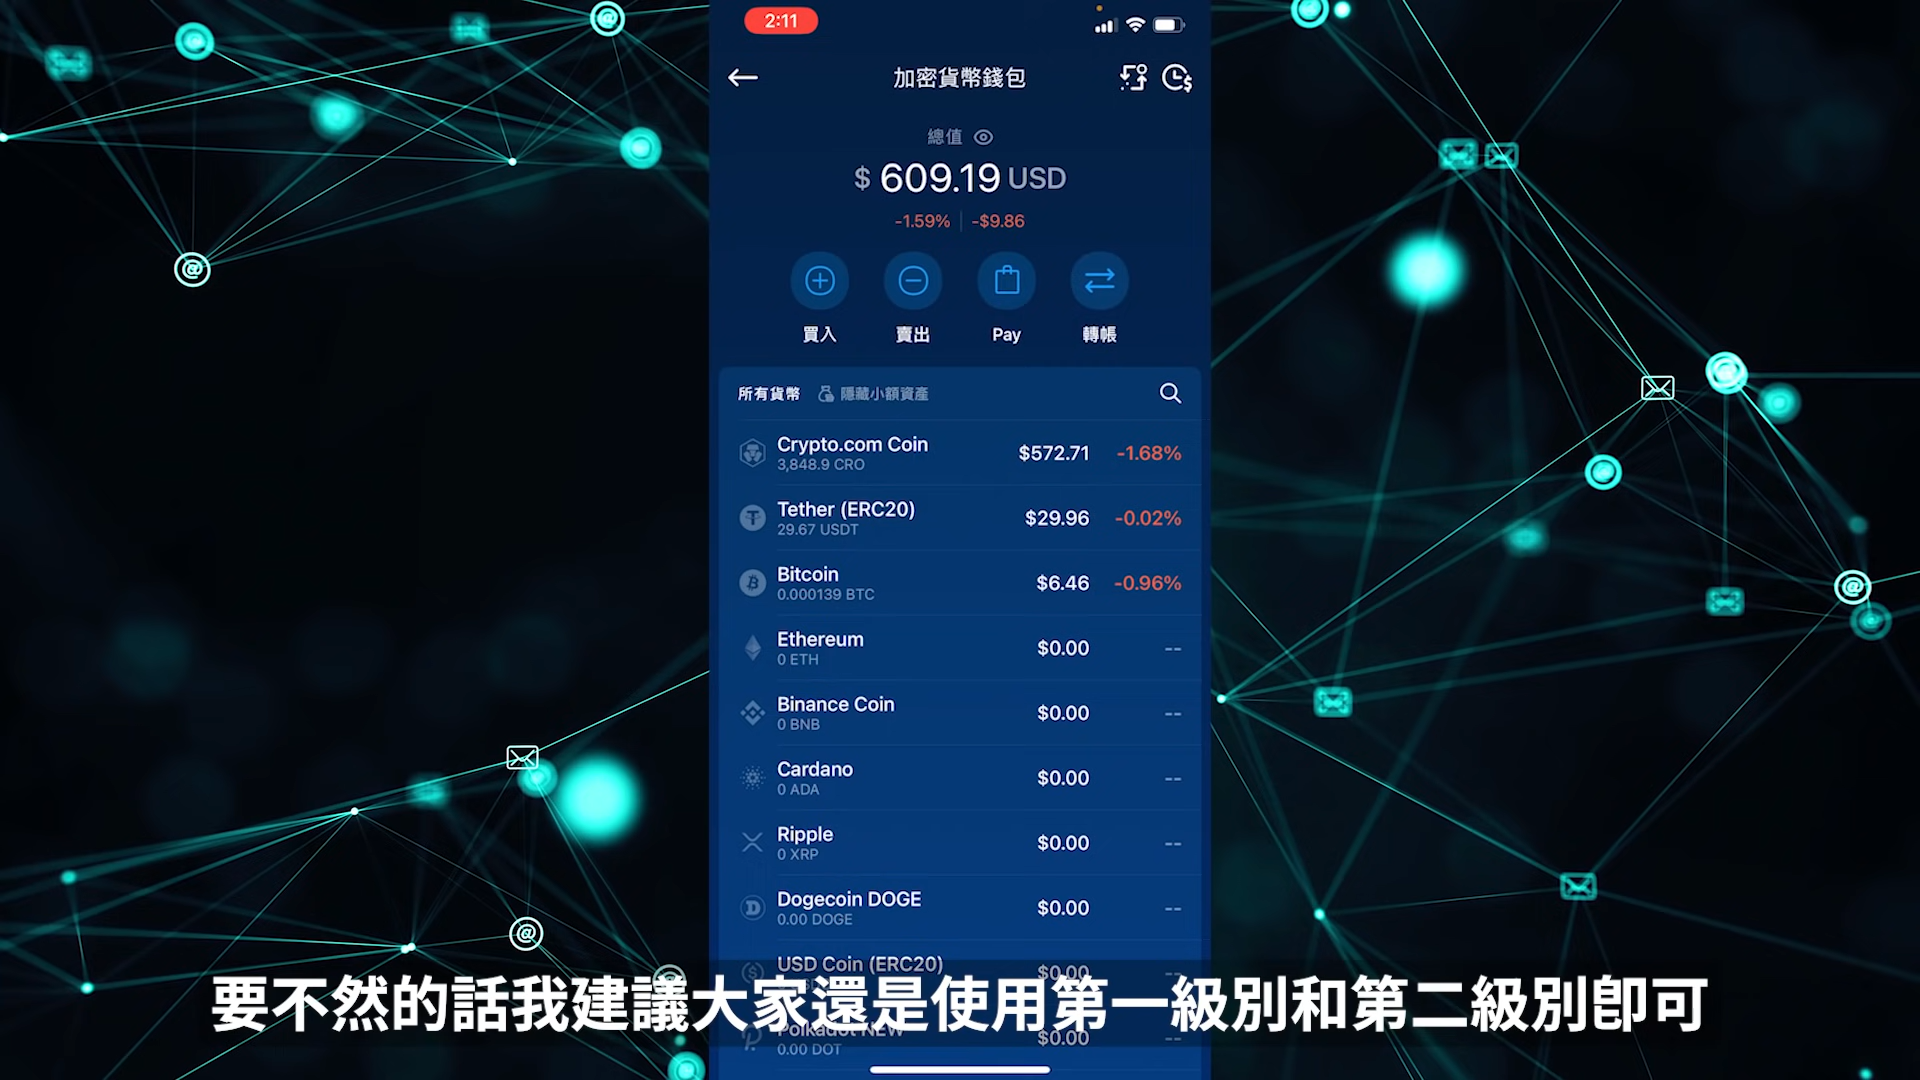 2:11
加密貨幣錢包
總值
$ 609.19 USD
-1.59% -$9.86
買入 賣出 Pay 轉帳
所有貨幣 隱藏小額資產
Crypto.com Coin $572.71 -1.68%
3,848.9 CRO
Tether (ERC20) $29.96 -0.02%
29.67 USDT
Bitcoin $6.46 -0.96%
0.000139 BTC
Ethereum $0.00 --
0 ETH
Binance Coin $0.00 --
0 BNB
Cardano $0.00 --
0 ADA
Ripple $0.00 --
0 XRP
Dogecoin DOGE $0.00 --
0.00 DOGE
USD Coin (ERC20) $0.00 --
要不然的話我建議大家還是使用第一級別和第二級別即可
Polkadot NEW $0.00 --
0.00 DOT